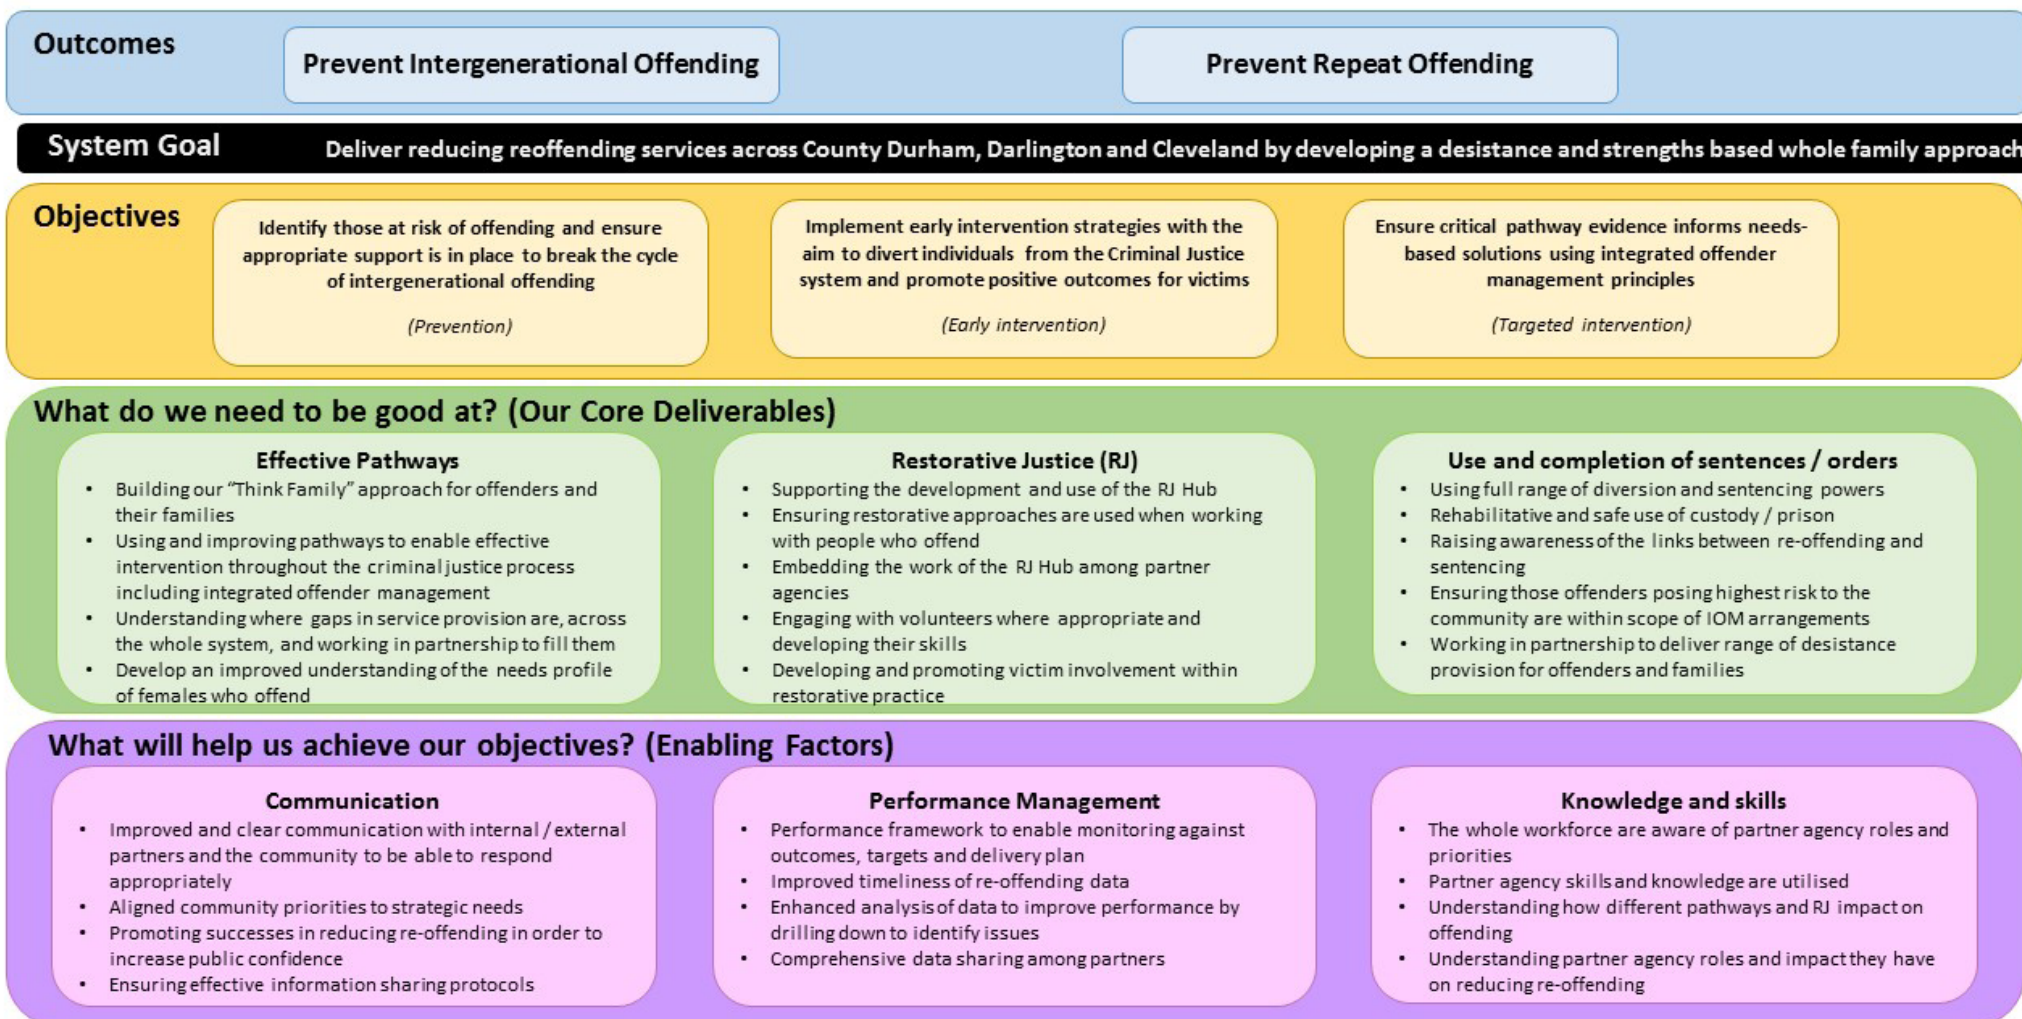 Outcomes
Prevent Intergenerational Offending
Prevent Repeat Offending
System Goal
Deliver reducing reoffending services across County Durham, Darlington and Cleveland by developing a desistance and strengths based whole family approach
Objectives
Identify those at risk of offending and ensure
appropriate support is in place to break the cycle
of intergenerational offending
(Prevention)
Implement early intervention strategies with the
aim to divert individuals from the Criminal Justice
system and promote positive outcomes for victims
(Early intervention)
Ensure critical pathway evidence informs needs-
based solutions using integrated offender
management principles
(Targeted intervention)
What do we need to be good at? (Our Core Deliverables)
Effective Pathways
• Building our “Think Family” approach for offenders and
their families
• Using and improving pathways to enable effective
intervention throughout the criminal justice process
including integrated offender management
• Understanding where gaps in service provision are, across
the whole system, and working in partnership to fill them
• Develop an improved understanding of the needs profile
of females who offend
Restorative Justice (RJ)
• Supporting the development and use of the RJ Hub
• Ensuring restorative approaches are used when working
with people who offend
• Embedding the work of the RJ Hub among partner
agencies
• Engaging with volunteers where appropriate and
developing their skills
• Developing and promoting victim involvement within
restorative practice
Use and completion of sentences / orders
• Using full range of diversion and sentencing powers
• Rehabilitative and safe use of custody / prison
• Raising awareness of the links between re-offending and
sentencing
• Ensuring those offenders posing highest risk to the
community are within scope of IOM arrangements
• Working in partnership to deliver range of desistance
provision for offenders and families
What will help us achieve our objectives? (Enabling Factors)
Communication
• Improved and clear communication with internal / external
partners and the community to be able to respond
appropriately
• Aligned community priorities to strategic needs
• Promoting successes in reducing re-offending in order to
increase public confidence
• Ensuring effective information sharing protocols
Performance Management
• Performance framework to enable monitoring against
outcomes, targets and delivery plan
• Improved timeliness of re-offending data
• Enhanced analysis of data to improve performance by
drilling down to identify issues
• Comprehensive data sharing among partners
Knowledge and skills
• The whole workforce are aware of partner agency roles and
priorities
• Partner agency skills and knowledge are utilised
• Understanding how different pathways and RJ impact on
offending
• Understanding partner agency roles and impact they have
on reducing re-offending